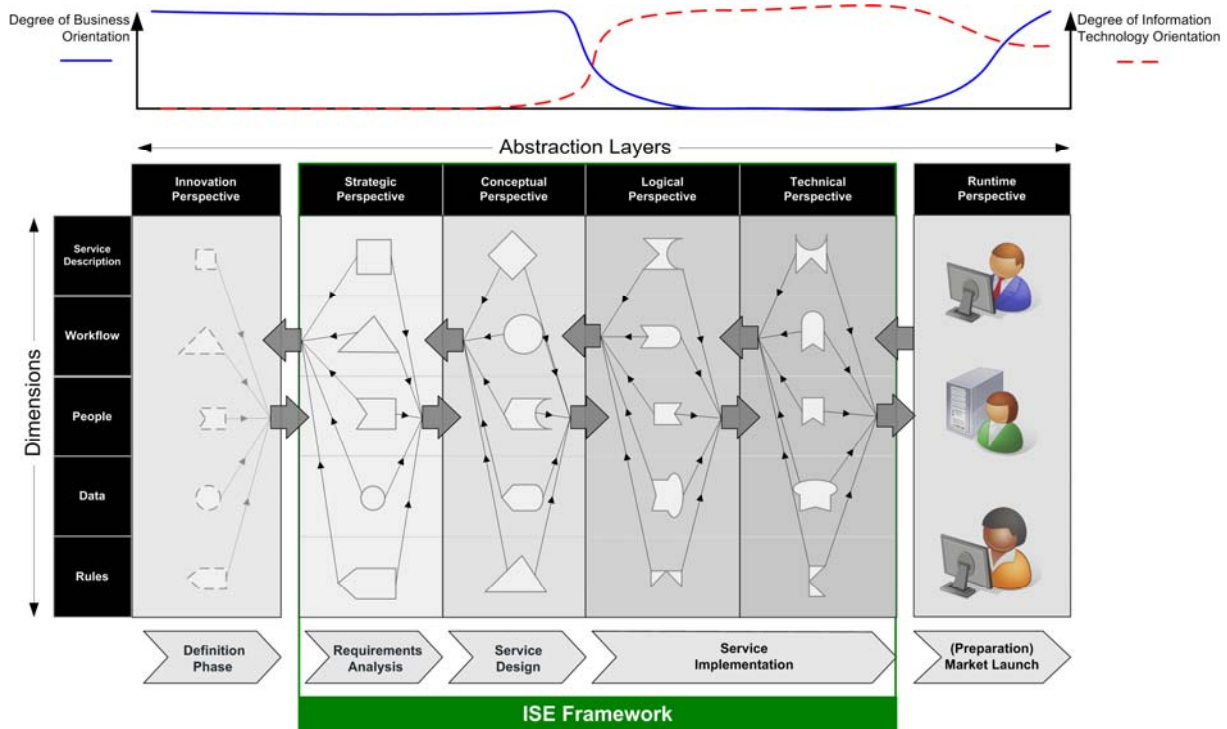 Degree of Business
Orientation
Degree of Information
Technology Orientation
Abstraction Layers
Innovation
Perspective
Strategic
Perspective
Conceptual
Perspective
Logical
Perspective
Technical
Perspective
Runtime
Perspective
Dimensions
Service
Description
Workflow
People
Data
Rules
Definition
Phase
Requirements
Analysis
Service
Design
Service
Implementation
(Preparation)
Market Launch
ISE Framework